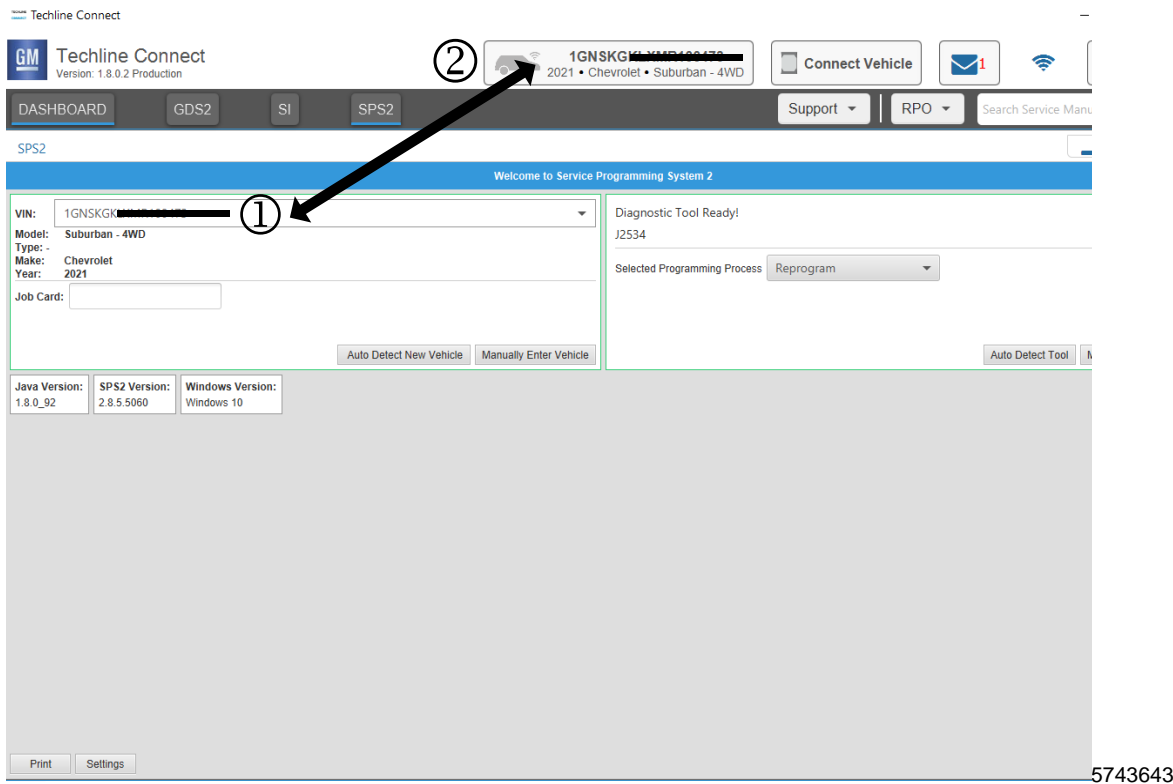 Techline Connect
GM
Techline Connect
Version: 1.8.0.2 Production
②
1GNSKG
2021 • Chevrolet • Suburban - 4WD
Connect Vehicle
1
DASHBOARD GDS2 SI SPS2
Support RPO Search Service Manu
SPS2
Welcome to Service Programming System 2
VIN: 1GNSKGK
①
Model: Suburban - 4WD
Type: -
Make: Chevrolet
Year: 2021
Job Card:
Auto Detect New Vehicle Manually Enter Vehicle
Diagnostic Tool Ready!
J2534
Selected Programming Process Reprogram
Auto Detect Tool
Java Version:
1.8.0_92
SPS2 Version:
2.8.5.5060
Windows Version:
Windows 10
Print Settings
5743643